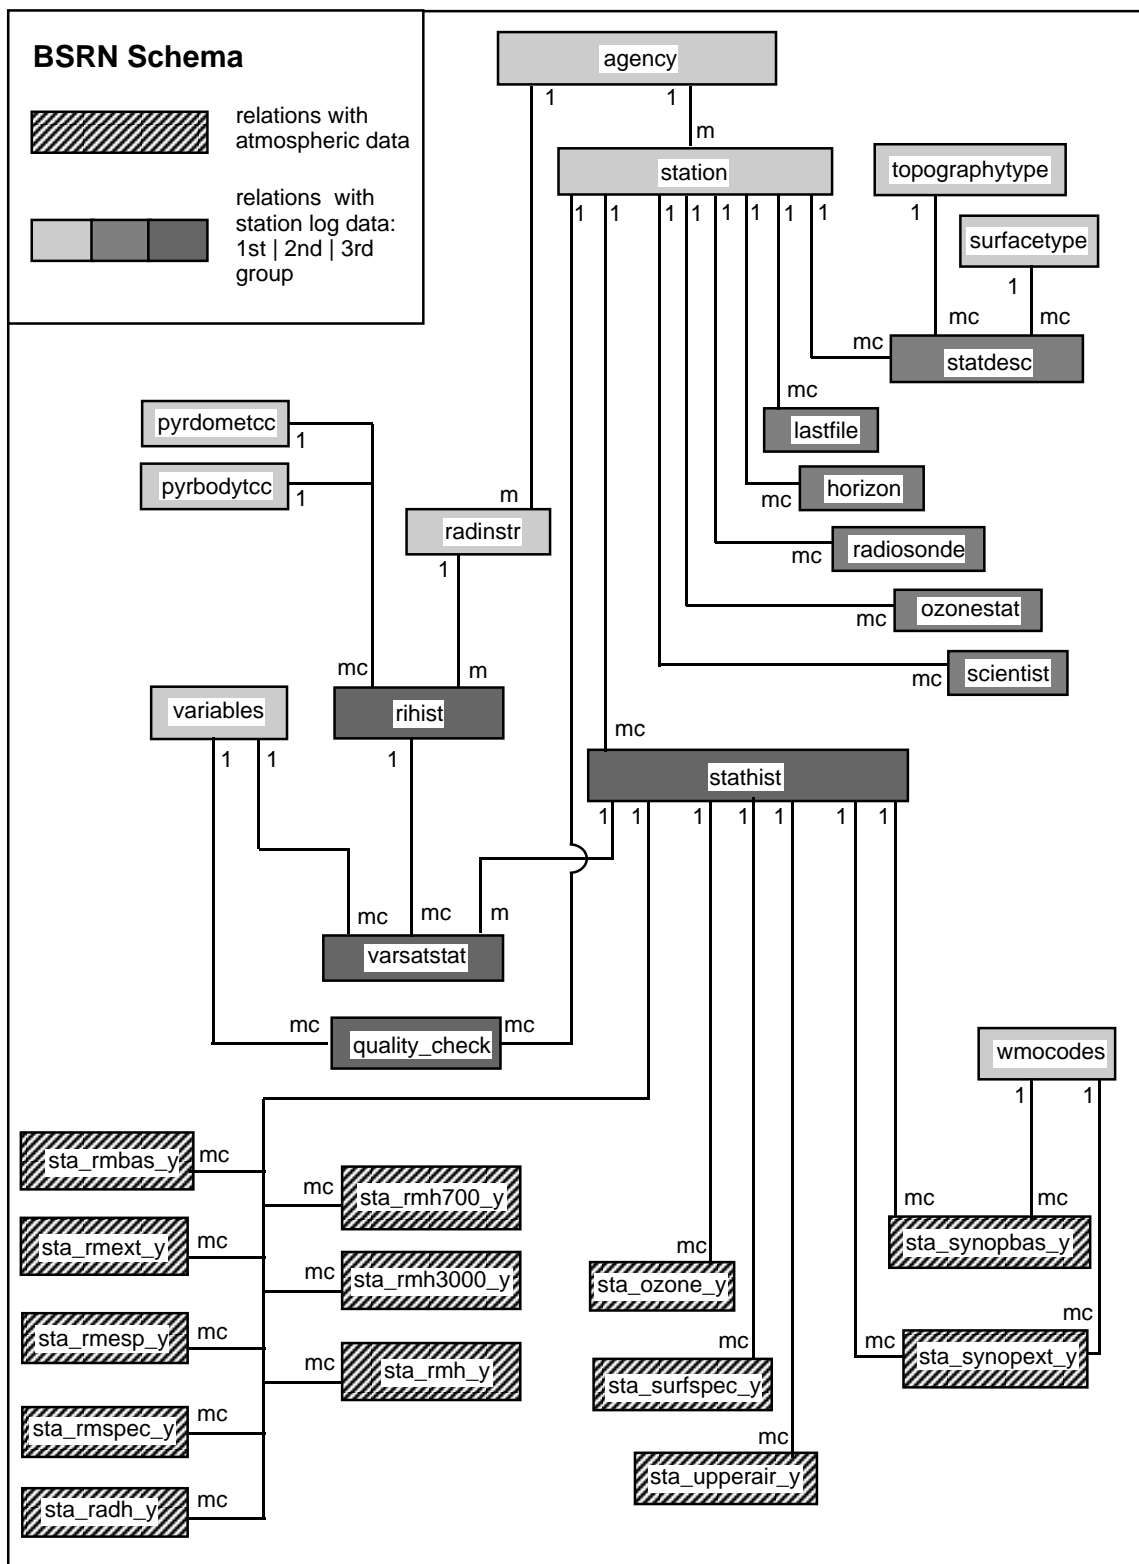 BSRN Schema
relations with
atmospheric data
relations with
station log data:
1st | 2nd | 3rd
group
agency
1
1
m
station
1
1
1
1
1
1
1
1
topographytype
1
surfacetype
1
mc
mc
mc
statdesc
mc
lastfile
pyrdometcc
1
pyrbodytcc
1
mc
horizon
m
radinstr
1
mc
radiosonde
mc
ozonestat
mc
scientist
mc
m
variables
1
1
rihist
1
mc
stathist
1
1
1
1
1
1
1
mc
mc
m
varsatstat
mc
mc
quality_check
wmocodes
1
1
sta_rmbas_y
mc
mc
sta_rmh700_y
sta_rmext_y
mc
mc
sta_rmh3000_y
sta_rmesp_y
mc
mc
sta_rmh_y
sta_rmspec_y
mc
sta_radh_y
mc
mc
sta_ozone_y
mc
sta_surfspec_y
mc
sta_upperair_y
mc
mc
sta_synopbas_y
mc
mc
sta_synopext_y